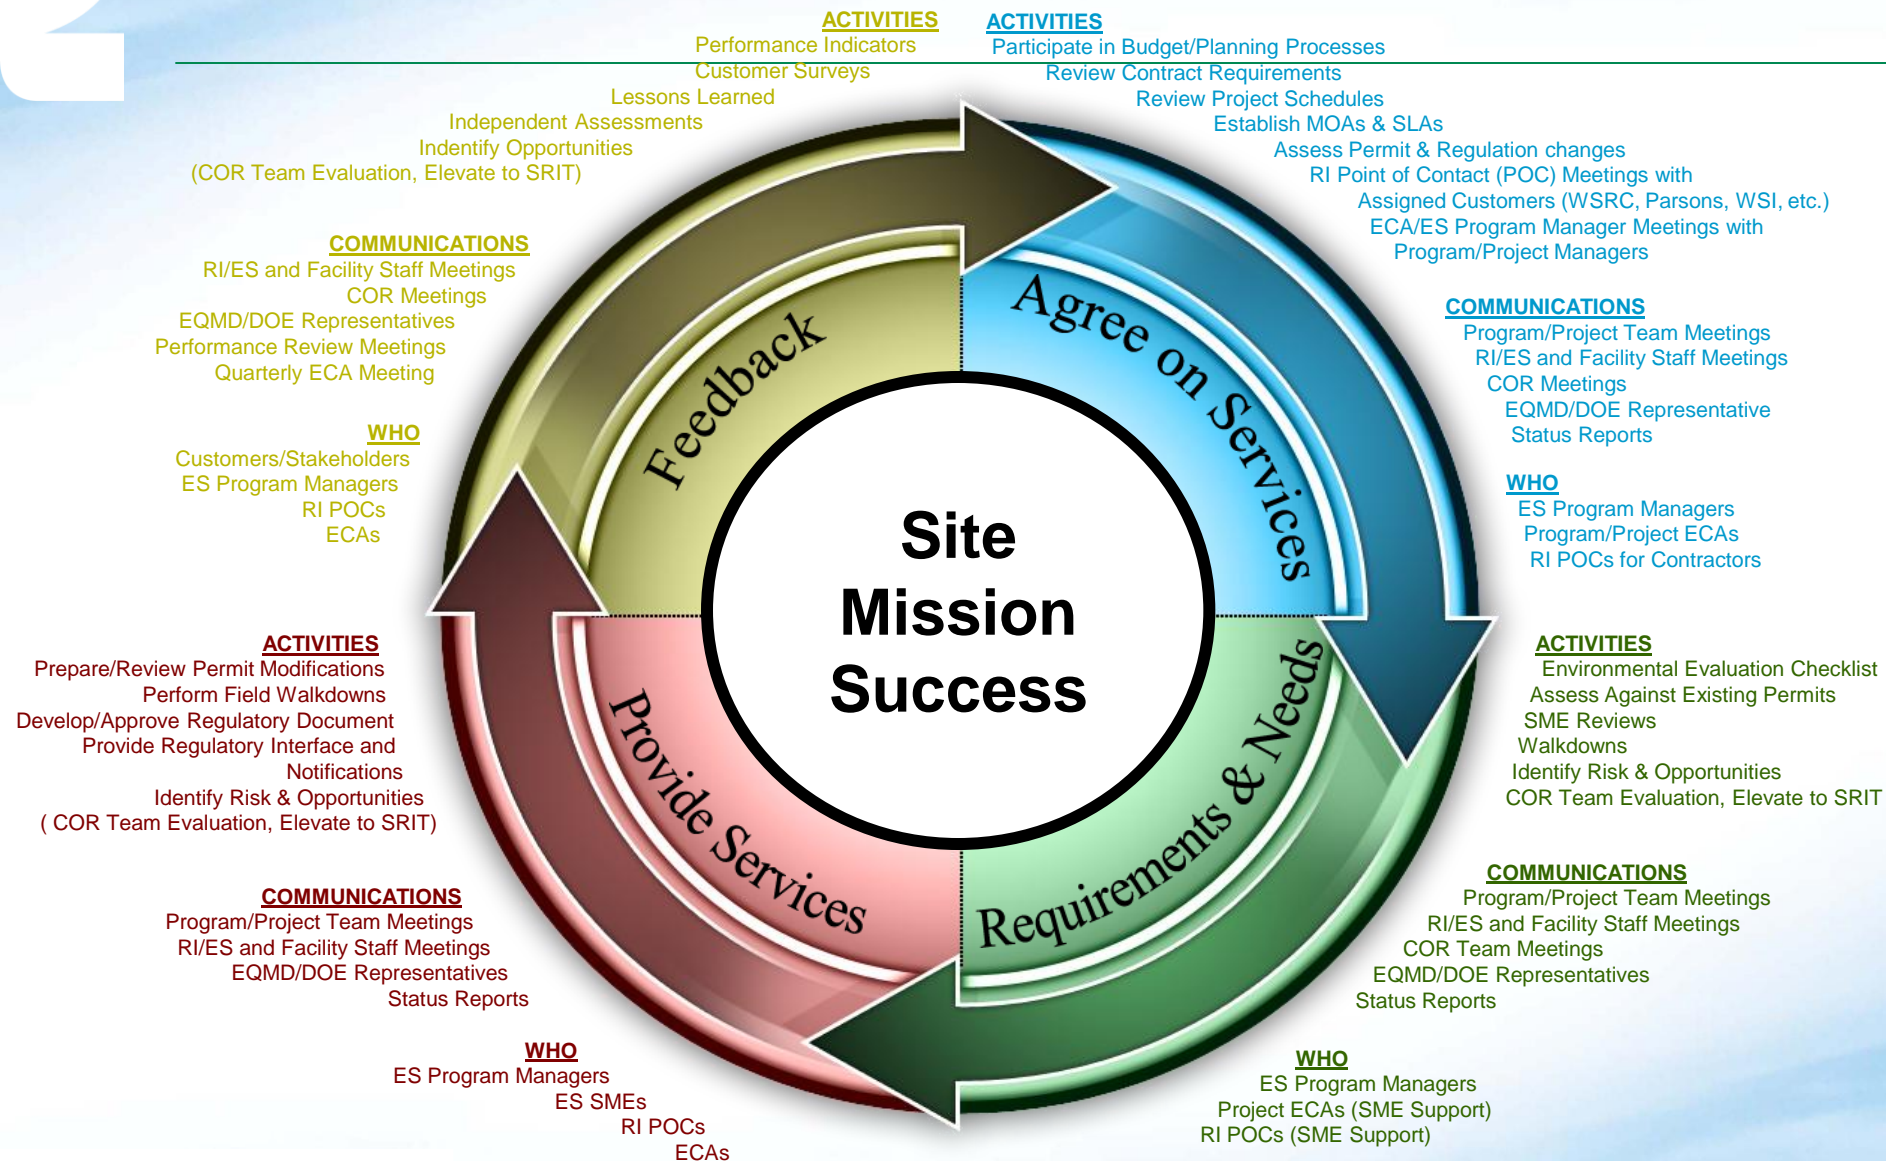 ACTIVITIES
Performance Indicators
Customer Surveys
Lessons Learned
Independent Assessments
Indentify Opportunities
(COR Team Evaluation, Elevate to SRIT)
COMMUNICATIONS
RI/ES and Facility Staff Meetings
COR Meetings
EQMD/DOE Representatives
Performance Review Meetings
Quarterly ECA Meeting
WHO
Customers/Stakeholders
ES Program Managers
RI POCs
ECAs
ACTIVITIES
Participate in Budget/Planning Processes
Review Contract Requirements
Review Project Schedules
Establish MOAs & SLAs
Assess Permit & Regulation changes
RI Point of Contact (POC) Meetings with
Assigned Customers (WSRC, Parsons, WSI, etc.)
ECA/ES Program Manager Meetings with
Program/Project Managers
COMMUNICATIONS
Program/Project Team Meetings
RI/ES and Facility Staff Meetings
COR Meetings
EQMD/DOE Representative
Status Reports
WHO
ES Program Managers
Program/Project ECAs
RI POCs for Contractors
Feedback
Agree on Services
Site
Mission
Success
Provide Services
Requirements & Needs
ACTIVITIES
Prepare/Review Permit Modifications
Perform Field Walkdowns
Develop/Approve Regulatory Document
Provide Regulatory Interface and
Notifications
Identify Risk & Opportunities
( COR Team Evaluation, Elevate to SRIT)
COMMUNICATIONS
Program/Project Team Meetings
RI/ES and Facility Staff Meetings
EQMD/DOE Representatives
Status Reports
WHO
ES Program Managers
ES SMEs
RI POCs
ECAs
ACTIVITIES
Environmental Evaluation Checklist
Assess Against Existing Permits
SME Reviews
Walkdowns
Identify Risk & Opportunities
COR Team Evaluation, Elevate to SRIT
COMMUNICATIONS
Program/Project Team Meetings
RI/ES and Facility Staff Meetings
COR Team Meetings
EQMD/DOE Representatives
Status Reports
WHO
ES Program Managers
Project ECAs (SME Support)
RI POCs (SME Support)